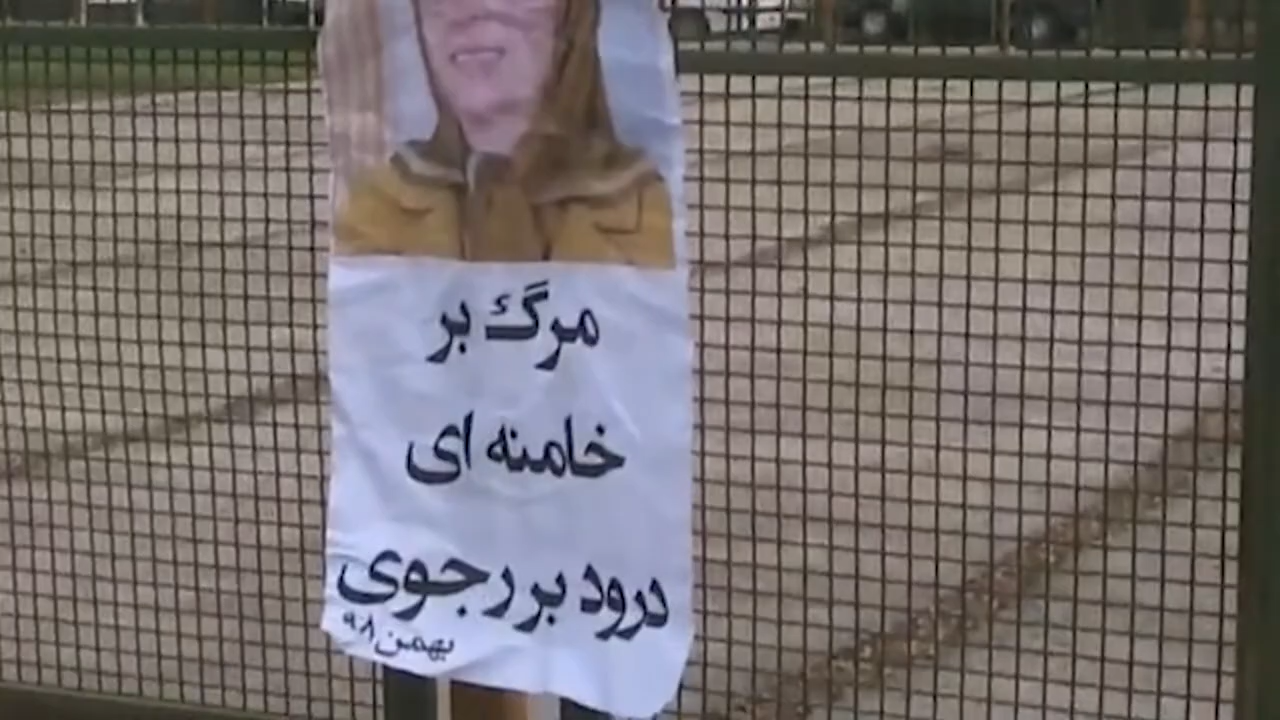 مرگ بر
خامنه ای
درود بر رجوی
بهمن ۹۸